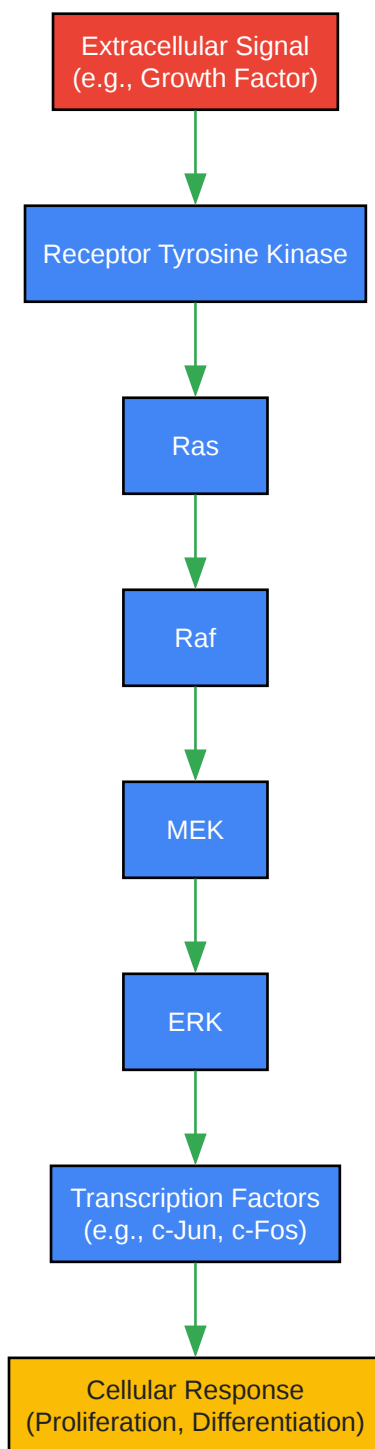 Extracellular Signal
(e.g., Growth Factor)
Receptor Tyrosine Kinase
Ras
Raf
MEK
ERK
Transcription Factors
(e.g., c-Jun, c-Fos)
Cellular Response
(Proliferation, Differentiation)